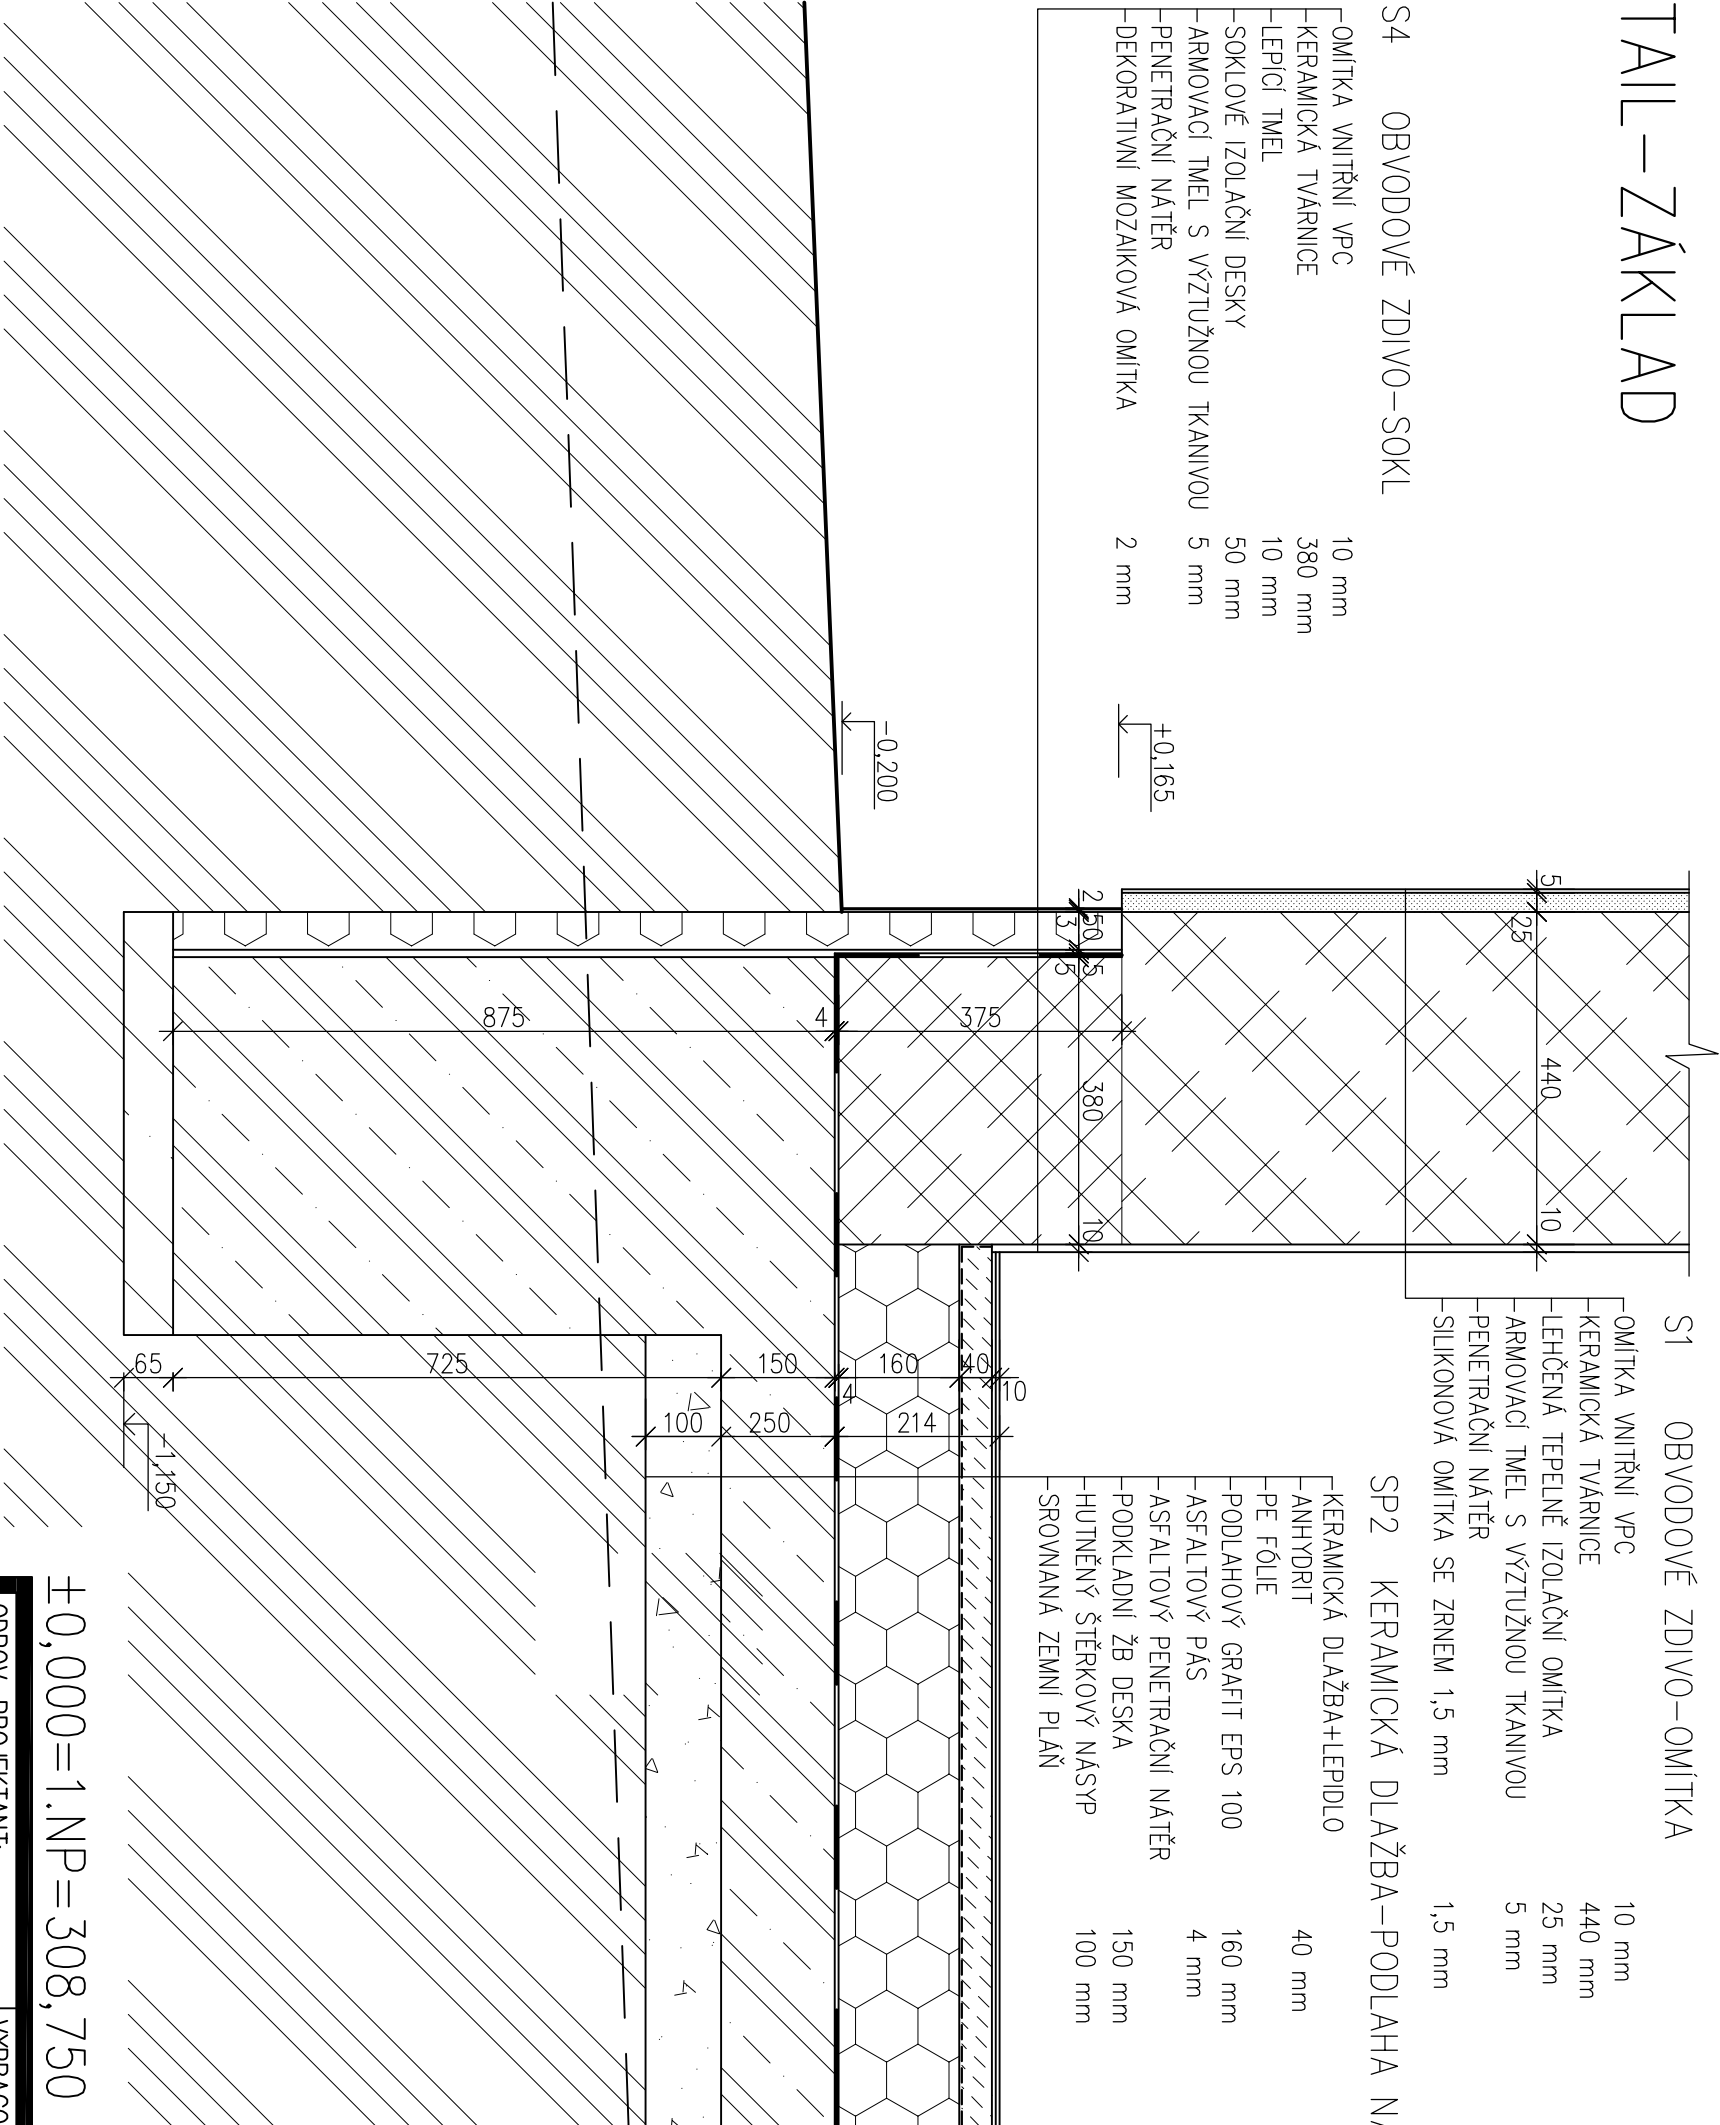 TAIL-ZÁKLAD
S4 OBVODOVÉ ZDIVO-SOKL
OMÍTKA VNITŘNÍ VPC 10 mm
KERAMICKÁ TVÁRNICE 380 mm
LEPÍCÍ TMEL 10 mm
SOKLOVÉ IZOLAČNÍ DESKY 50 mm
ARMOVACÍ TMEL S VÝZTUŽNOU TKANIVOU 5 mm
PENETRAČNÍ NÁTĚR
DEKORATIVNÍ MOZAIKOVÁ OMÍTKA 2 mm
S1 OBVODOVÉ ZDIVO-OMÍTKA
OMÍTKA VNITŘNÍ VPC 10 mm
KERAMICKÁ TVÁRNICE 440 mm
LEHČENÁ TEPELNĚ IZOLAČNÍ OMÍTKA 25 mm
ARMOVACÍ TMEL S VÝZTUŽNOU TKANIVOU 5 mm
PENETRAČNÍ NÁTĚR
SILIKONOVÁ OMÍTKA SE ZRNEM 1,5 mm 1,5 mm
SP2 KERAMICKÁ DLAŽBA-PODLAHA NA
KERAMICKÁ DLAŽBA+LEPIDLO
ANHYDRIT 40 mm
PE FÓLIE
PODLAHOVÝ GRAFIT EPS 100 160 mm
ASFALTOVÝ PÁS 4 mm
ASFALTOVÝ PENETRAČNÍ NÁTĚR
PODKLADNÍ ŽB DESKA 150 mm
HUTNĚNÝ ŠTĚRKOVÝ NÁSYP 100 mm
SROVNANÁ ZEMNÍ PLÁŇ
5 25 440 10
+0,165
-0,200
2 50 5 380 10
3 5
375
4
875
10
40
160
4
150
725
65
214
250
100
-1,150
±0,000=1.NP=308,750